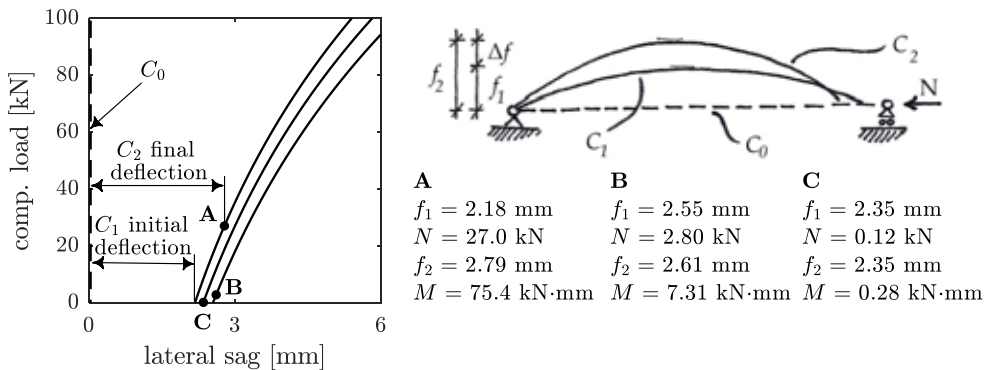 100
80
60
40
20
0
comp. load [kN]
C₀
C₂ final
deflection
A
C₁ initial
deflection
B
C
0
3
6
lateral sag [mm]
f₂
Δf
f₁
C₂
N
C₁
C₀
A
f₁ = 2.18 mm
N = 27.0 kN
f₂ = 2.79 mm
M = 75.4 kN·mm
B
f₁ = 2.55 mm
N = 2.80 kN
f₂ = 2.61 mm
M = 7.31 kN·mm
C
f₁ = 2.35 mm
N = 0.12 kN
f₂ = 2.35 mm
M = 0.28 kN·mm